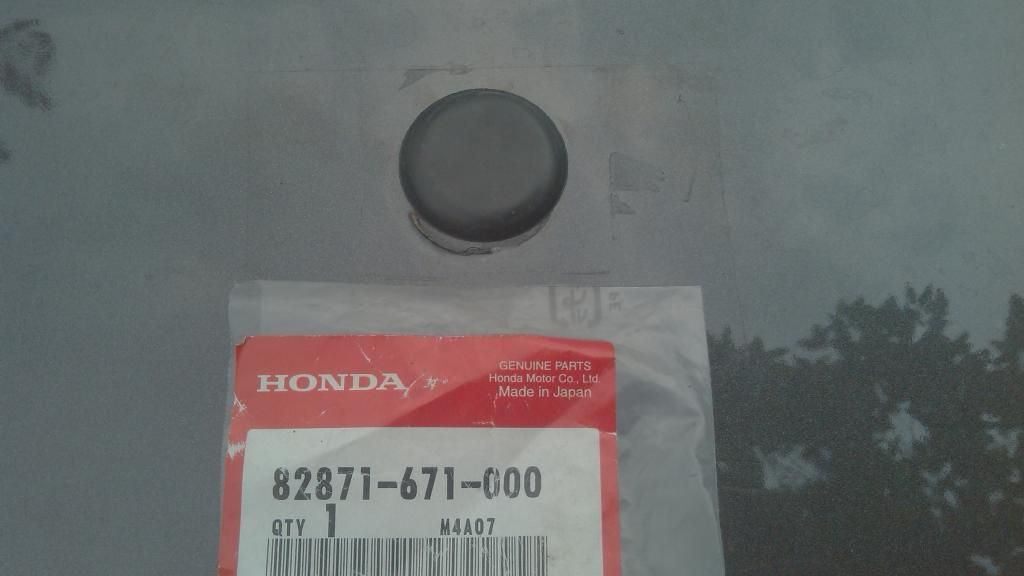 HONDA
GENUINE PARTS
Honda Motor Co., Ltd.
Made in Japan
82871-671-000
QTY 1 M4A07